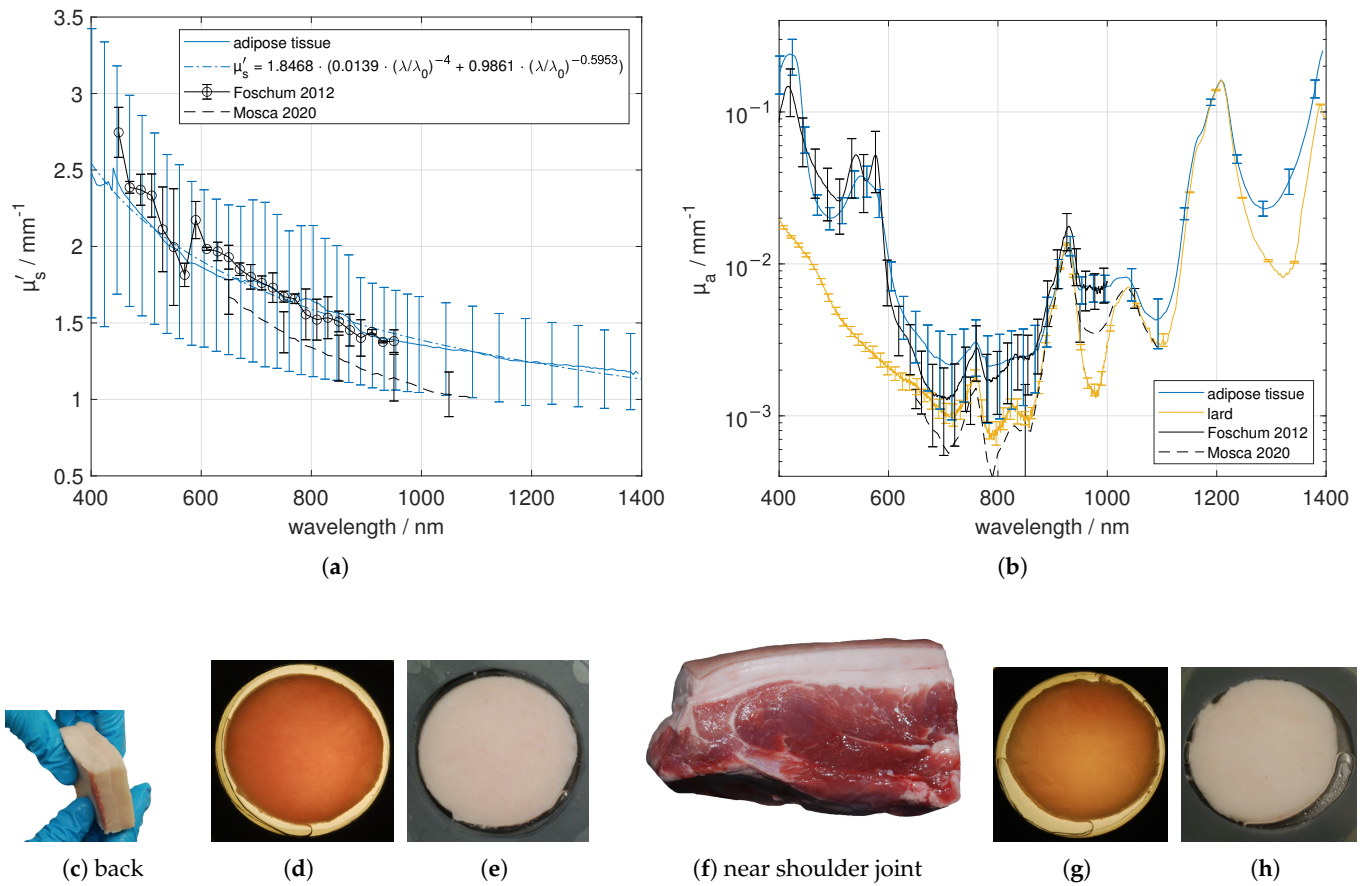 3.5
3
2.5
2
1.5
1
0.5
μs′ / mm-1
400 600 800 1000 1200 1400
wavelength / nm
adipose tissue
μs′ = 1.8468 · (0.0139 · (λ/λ0)−4 + 0.9861 · (λ/λ0)−0.5953)
Foschum 2012
Mosca 2020
(a)
10-1
10-2
10-3
μa / mm-1
400 600 800 1000 1200 1400
wavelength / nm
adipose tissue
lard
Foschum 2012
Mosca 2020
(b)
(c) back (d) (e) (f) near shoulder joint (g) (h)